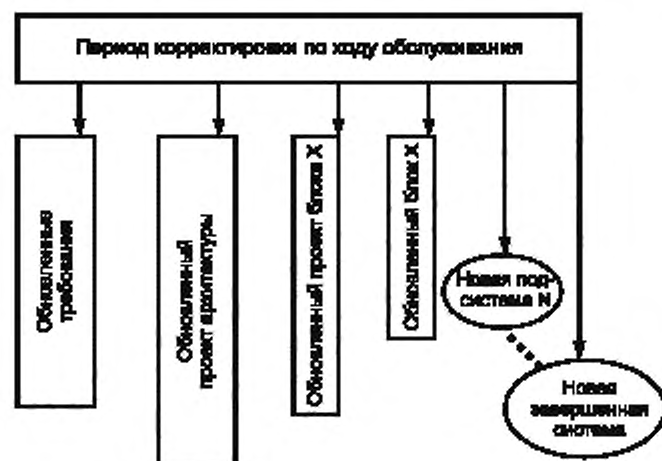 Период корректировки по ходу обслуживания
Обновленные
требования
Обновленный
проект архитектуры
Обновленный проект блока X
Обновленный блок X
Новая под-
система N
Новая
завершенная
система